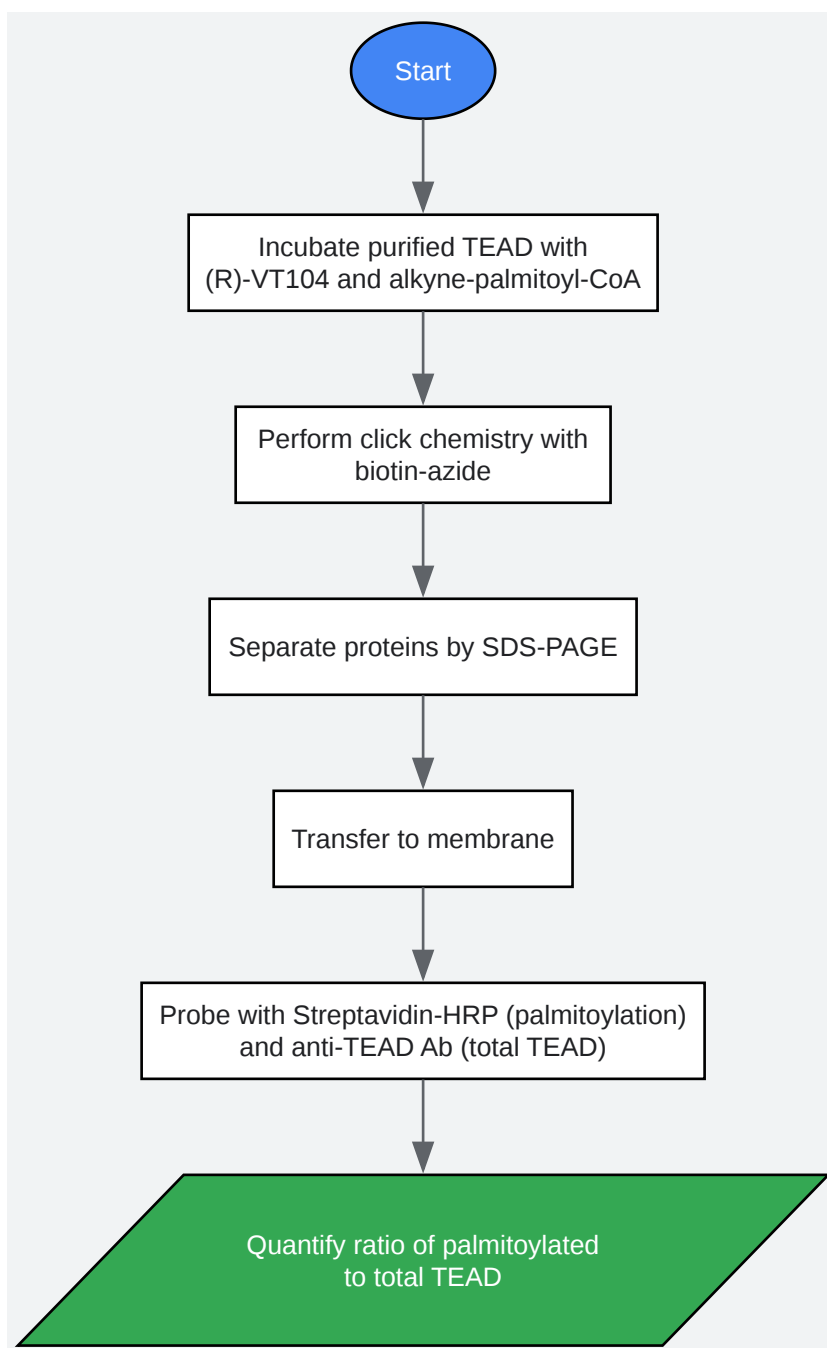 Start
Incubate purified TEAD with
(R)-VT104 and alkyne-palmitoyl-CoA
Perform click chemistry with
biotin-azide
Separate proteins by SDS-PAGE
Transfer to membrane
Probe with Streptavidin-HRP (palmitoylation)
and anti-TEAD Ab (total TEAD)
Quantify ratio of palmitoylated
to total TEAD